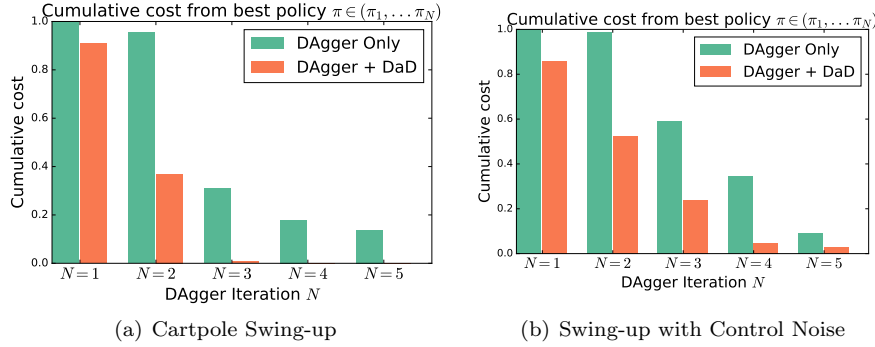 Cumulative cost from best policy π∈(π₁,…π_N)
Cumulative cost
1.0
0.8
0.6
0.4
0.2
0.0
DAgger Only
DAgger + DaD
N=1 N=2 N=3 N=4 N=5
DAgger Iteration N
(a) Cartpole Swing-up
Cumulative cost from best policy π∈(π₁,…π_N)
Cumulative cost
1.0
0.8
0.6
0.4
0.2
0.0
DAgger Only
DAgger + DaD
N=1 N=2 N=3 N=4 N=5
DAgger Iteration N
(b) Swing-up with Control Noise